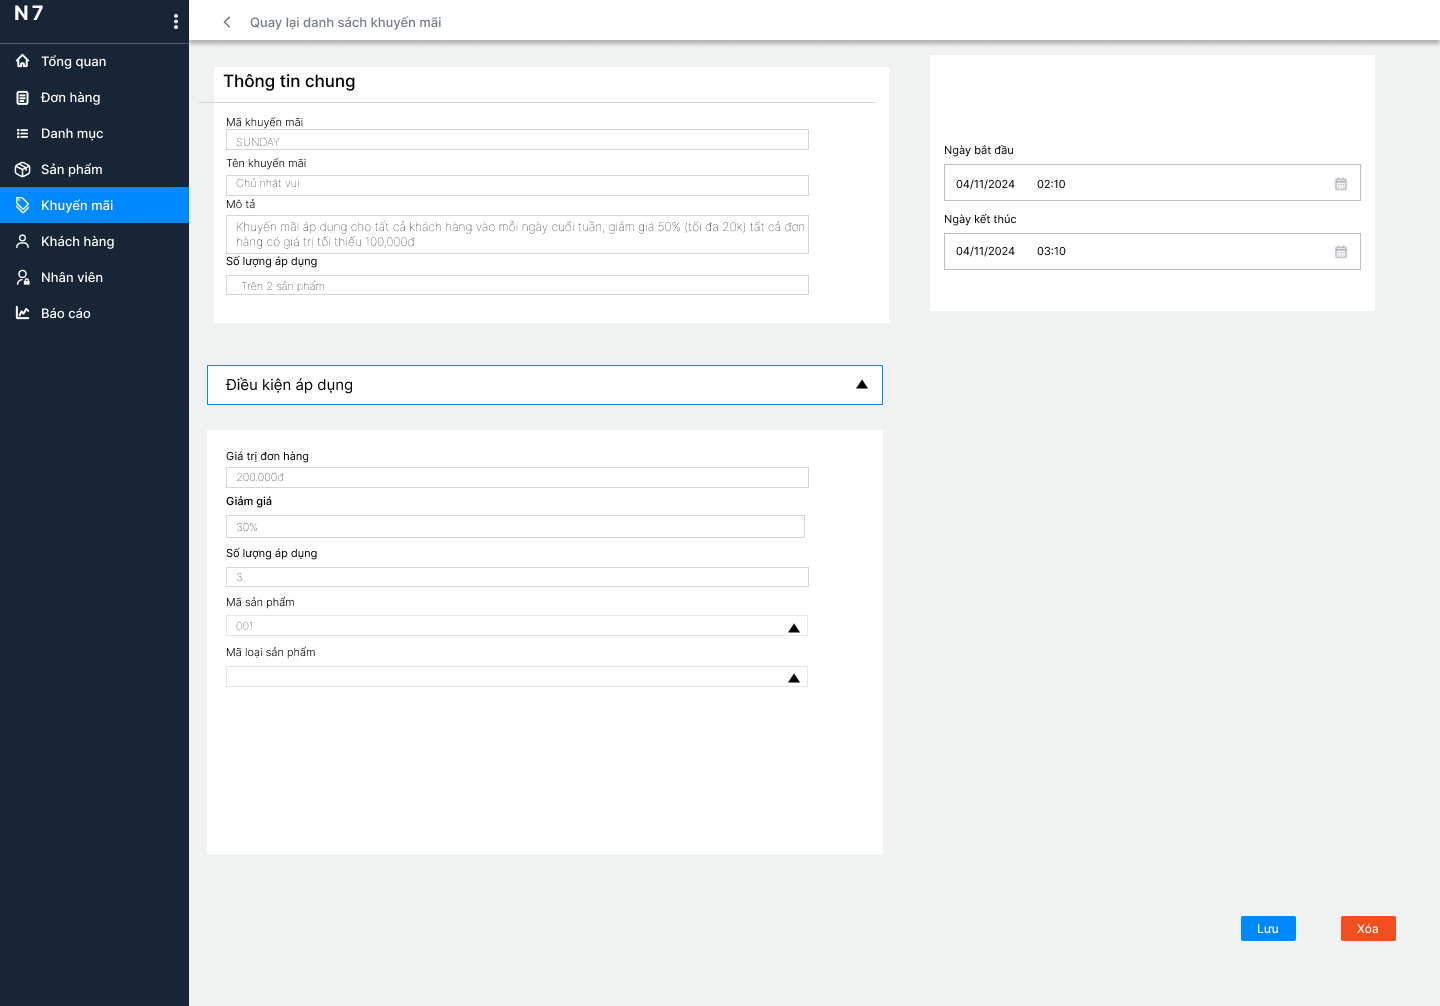 N7
Tổng quan
Đơn hàng
Danh mục
Sản phẩm
Khuyến mãi
Khách hàng
Nhân viên
Báo cáo
Quay lại danh sách khuyến mãi
Thông tin chung
Mã khuyến mãi
SUNDAY
Tên khuyến mãi
Chủ nhật vui
Mô tả
Khuyến mãi áp dụng cho tất cả khách hàng vào mỗi ngày cuối tuần, giảm giá 50% (tối đa 20k) tất cả đơn
hàng có giá trị tối thiểu 100,000đ
Số lượng áp dụng
Trên 2 sản phẩm
Ngày bắt đầu
04/11/2024 02:10
Ngày kết thúc
04/11/2024 03:10
Điều kiện áp dụng
Giá trị đơn hàng
200.000đ
Giảm giá
30%
Số lượng áp dụng
3
Mã sản phẩm
001
Mã loại sản phẩm
Lưu
Xóa